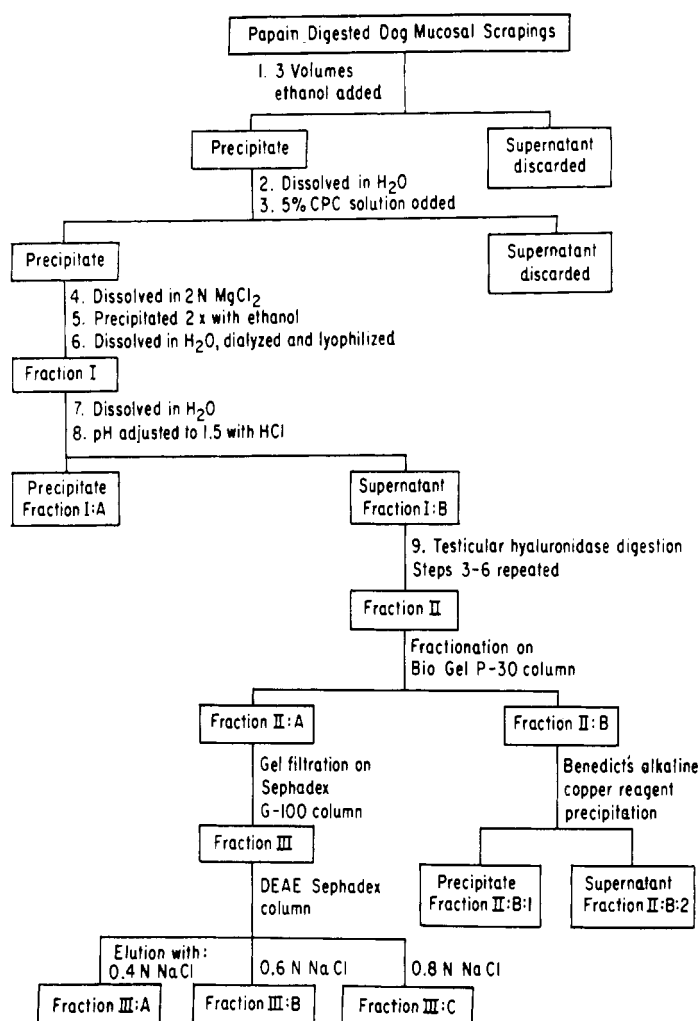 Papain Digested Dog Mucosal Scrapings
1. 3 Volumes
ethanol added
Precipitate
Supernatant
discarded
2. Dissolved in H2O
3. 5% CPC solution added
Precipitate
Supernatant
discarded
4. Dissolved in 2N MgCl2
5. Precipitated 2x with ethanol
6. Dissolved in H2O, dialyzed and lyophilized
Fraction I
7. Dissolved in H2O
8. pH adjusted to 1.5 with HCl
Precipitate
Fraction I:A
Supernatant
Fraction I:B
9. Testicular hyaluronidase digestion
Steps 3-6 repeated
Fraction II
Fractionation on
Bio Gel P-30 column
Fraction II:A
Fraction II:B
Gel filtration on
Sephadex
G-100 column
Benedict's alkaline
copper reagent
precipitation
Fraction III
Precipitate
Fraction II:B:1
Supernatant
Fraction II:B:2
DEAE Sephadex
column
Elution with:
0.4 N NaCl
0.6 N NaCl
0.8 N NaCl
Fraction III:A
Fraction III:B
Fraction III:C